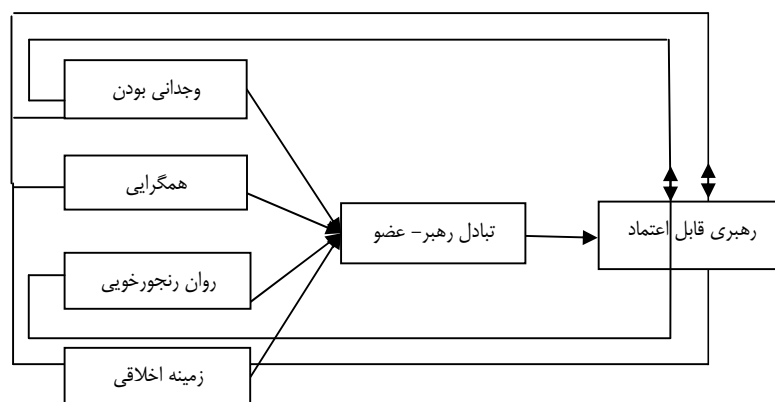 وجدانی بودن
همگرایی
تبادل رهبر- عضو
رهبری قابل اعتماد
روان رنجورخویی
زمینه اخلاقی